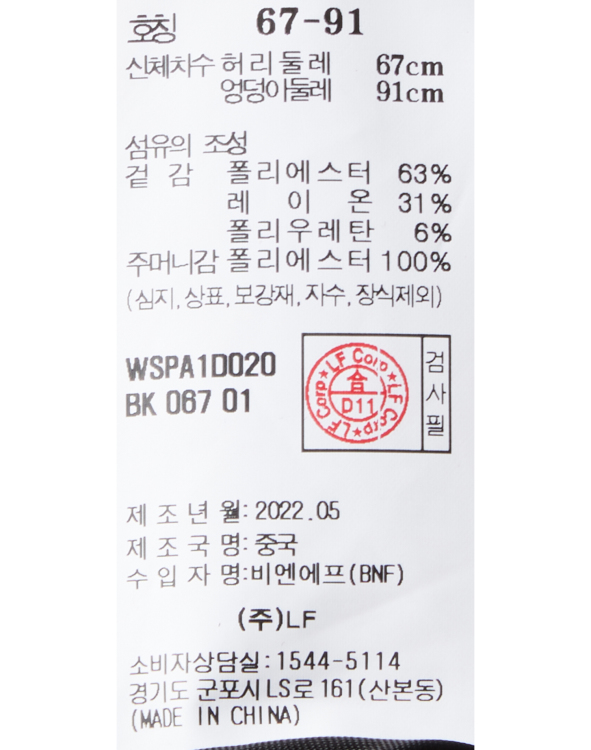 호칭 67-91
신체치수 허리둘레 67cm
엉덩이둘레 91cm
섬유의 조성
겉 감 폴리에스터 63%
레 이 온 31%
폴리우레탄 6%
주머니감 폴리에스터 100%
(심지,상표,보강재,자수,장식제외)
WSPA1D020
BK 067 01
LF Corp★LF Corp★LF Corp★
合
D11
검사필
제 조 년 월: 2022.05
제 조 국 명: 중국
수 입 자 명:비엔에프(BNF)
(주)LF
소비자상담실:1544-5114
경기도 군포시 LS로 161(산본동)
(MADE IN CHINA)